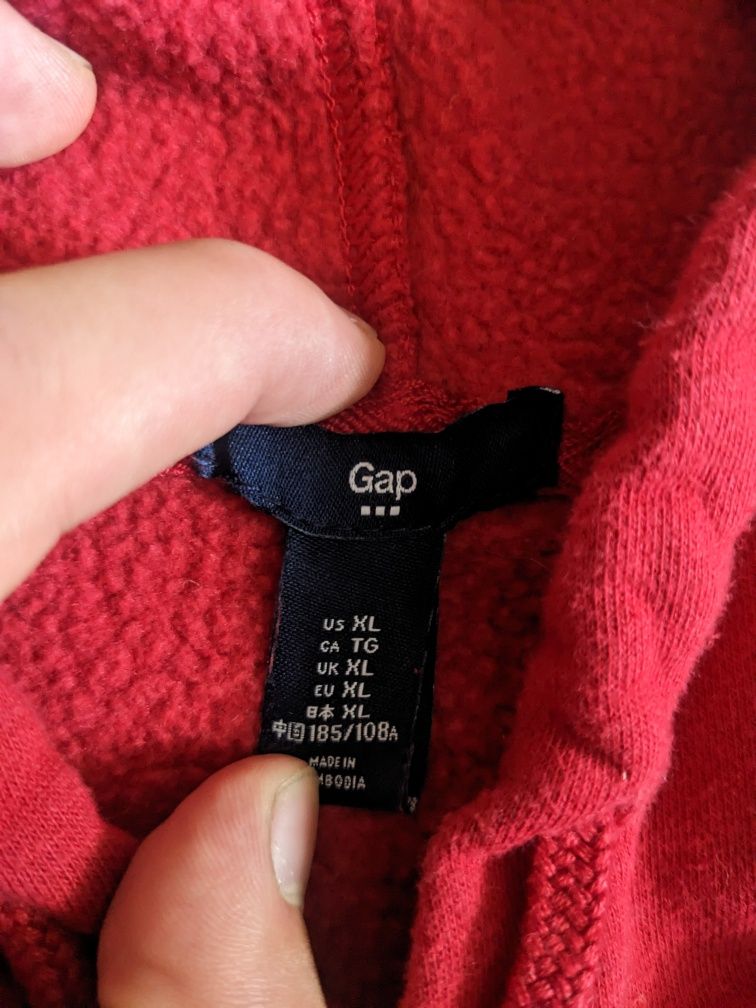 Gap
US XL
CA TG
UK XL
EU XL
日本 XL
中国 185/108A
MADE IN